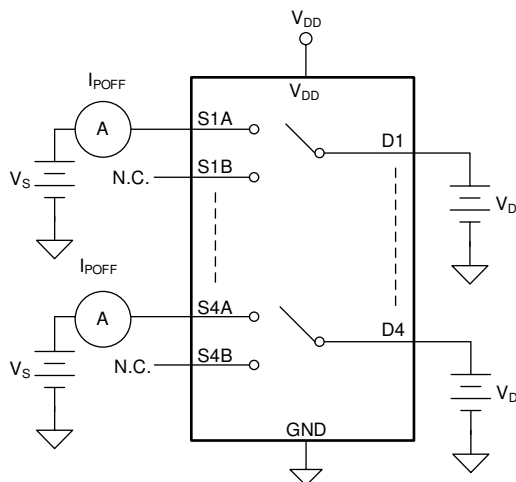 VDD
IPOFF
VDD
A
S1A
D1
VS
N.C.
S1B
VD
IPOFF
A
S4A
D4
VS
N.C.
S4B
VD
GND